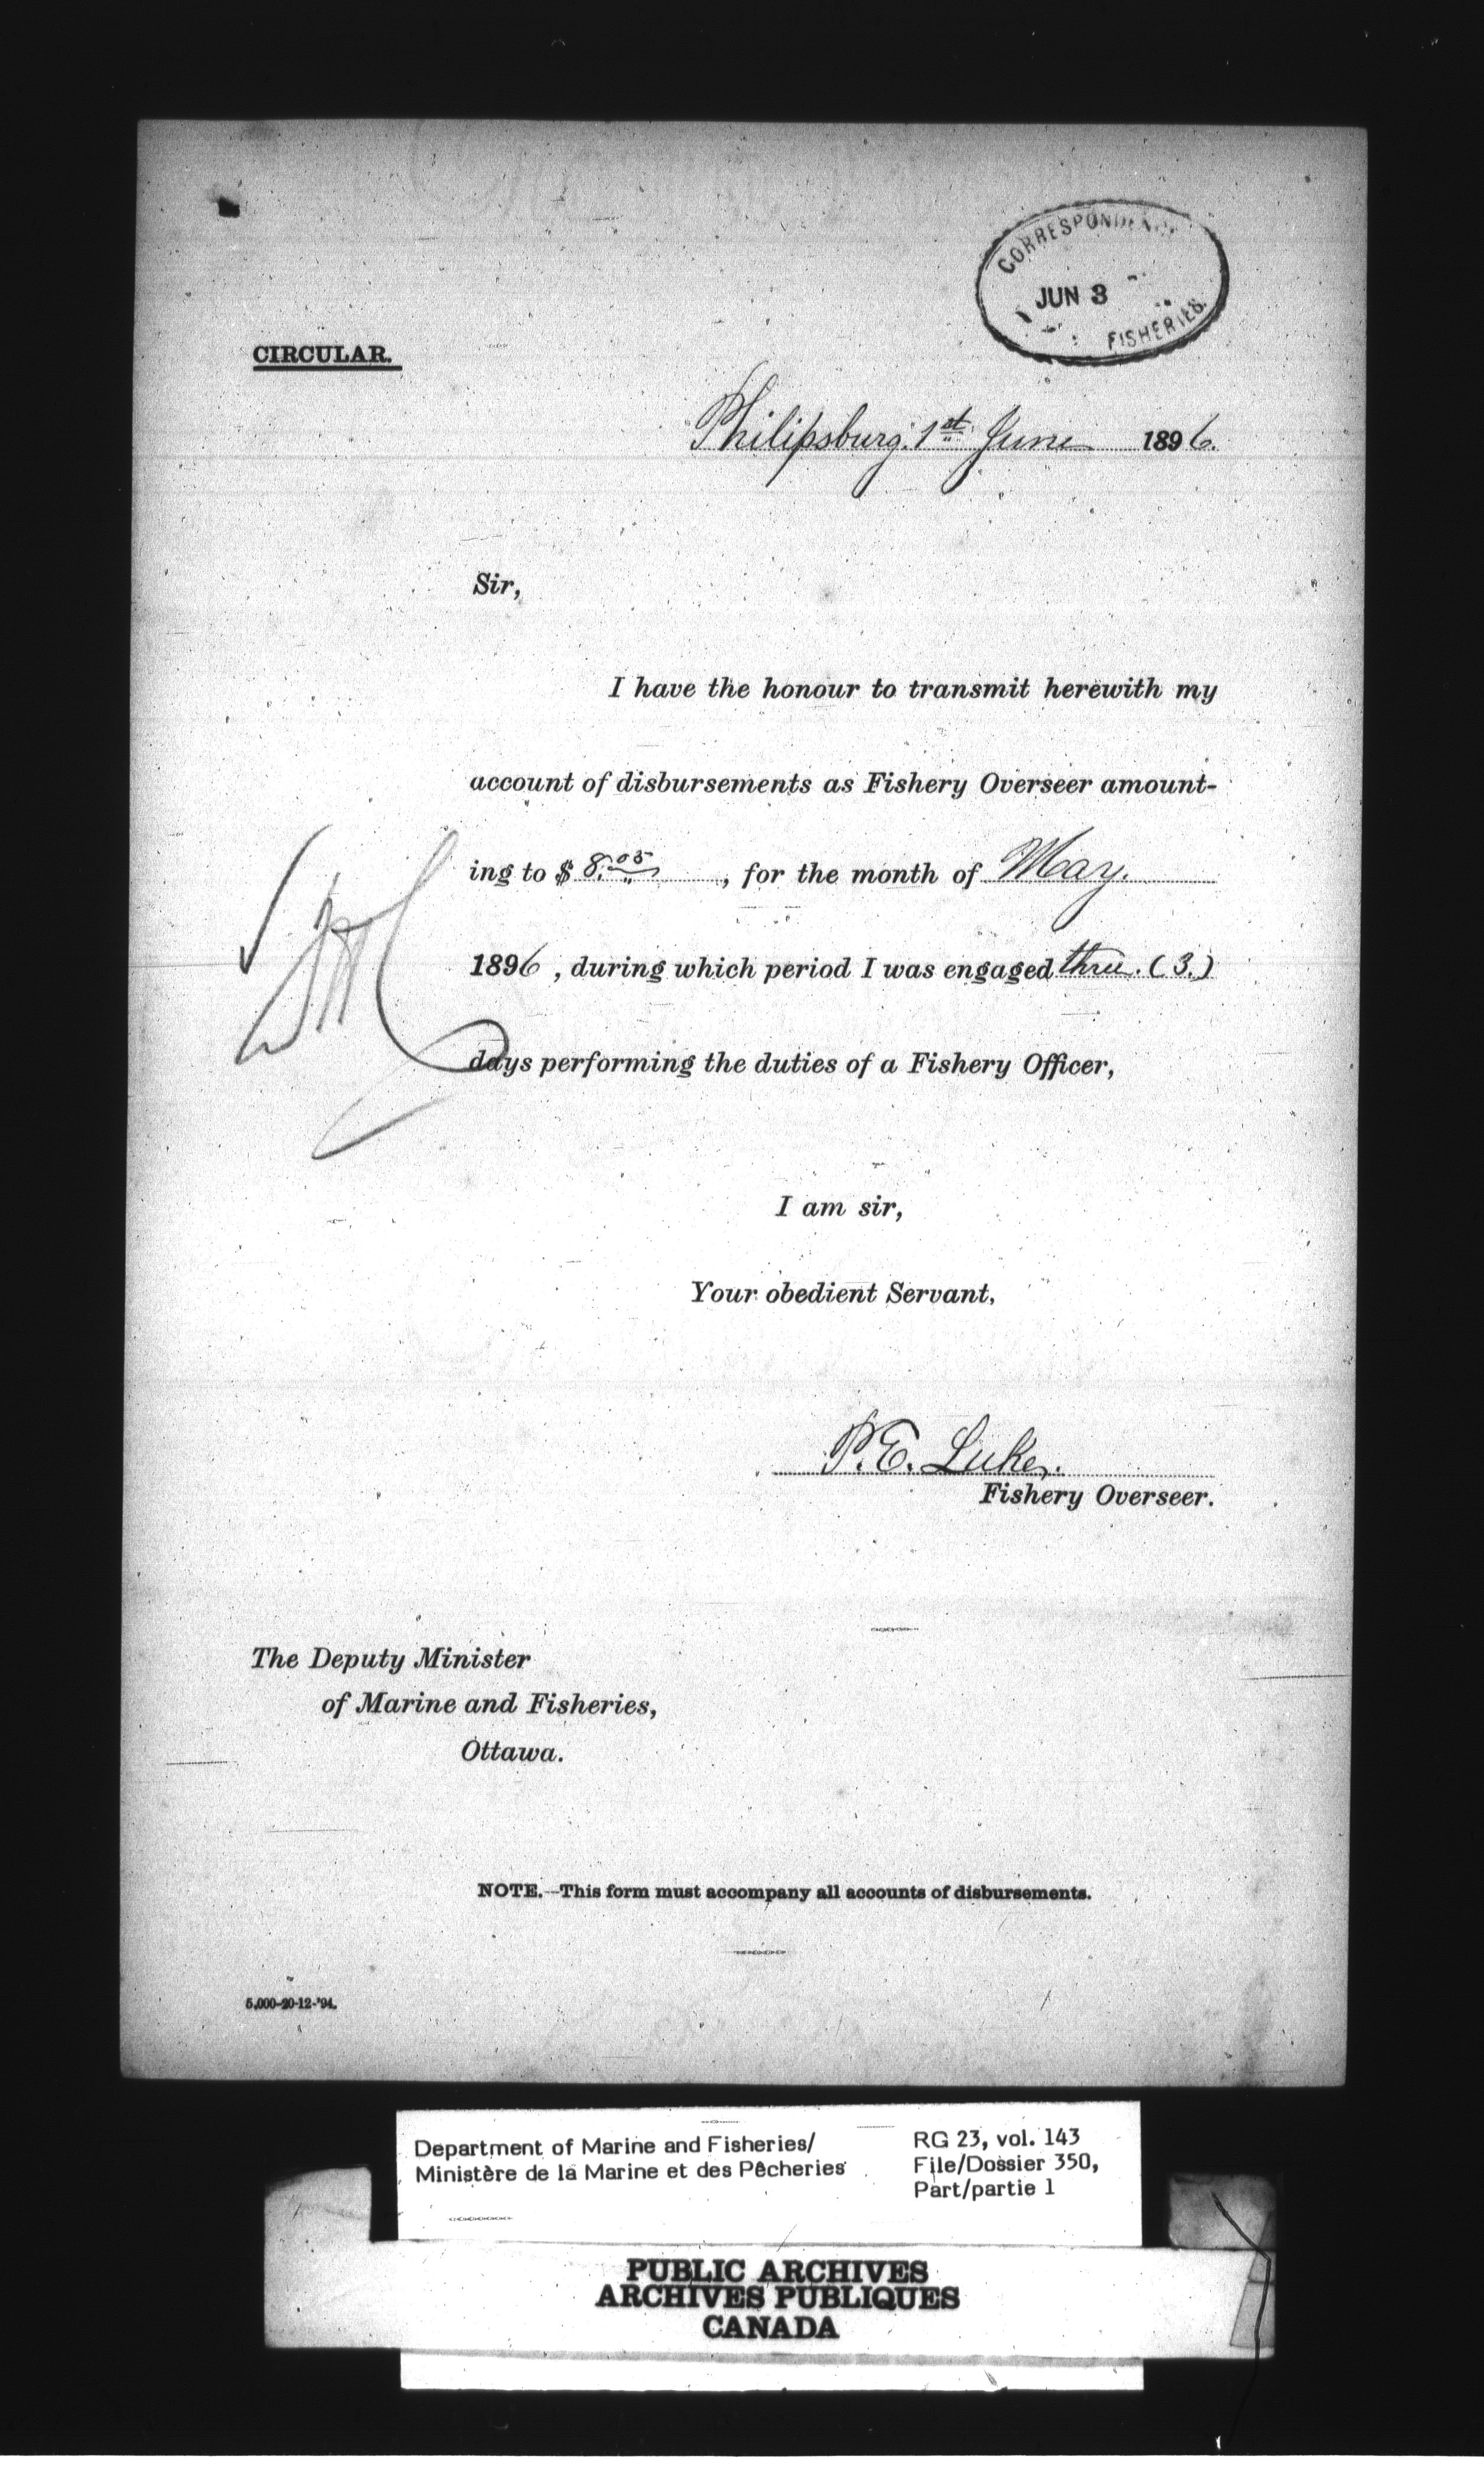 CORRESPONDENCE
JUN 3
FISHERIES.
CIRCULAR.
Philipsburg. 1st June 1896.
Sir,
I have the honour to transmit herewith my
account of disbursements as Fishery Overseer amount-
ing to $ 8.05 , for the month of May.
1896 , during which period I was engaged three. (3.)
days performing the duties of a Fishery Officer,
I am sir,
Your obedient Servant,
P. E. Luke.
Fishery Overseer.
The Deputy Minister
of Marine and Fisheries,
Ottawa.
NOTE.—This form must accompany all accounts of disbursements.
5,000-20-12-'94.
Department of Marine and Fisheries/
Ministère de la Marine et des Pêcheries
RG 23, vol. 143
File/Dossier 350,
Part/partie 1
PUBLIC ARCHIVES
ARCHIVES PUBLIQUES
CANADA